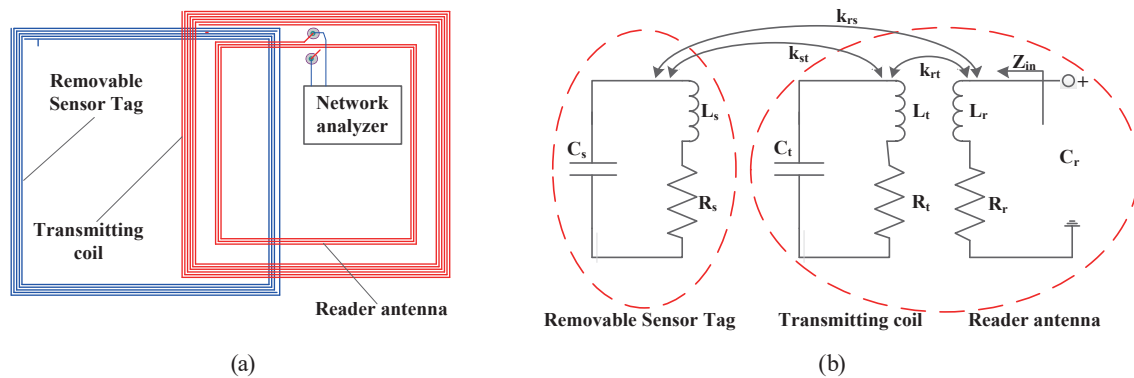 Removable
Sensor Tag
Transmitting
coil
Network
analyzer
Reader antenna
(a)
k_rs
k_st
k_rt
Z_in
+
C_s
L_s
R_s
C_t
L_t
R_t
L_r
R_r
C_r
Removable Sensor Tag
Transmitting coil
Reader antenna
(b)